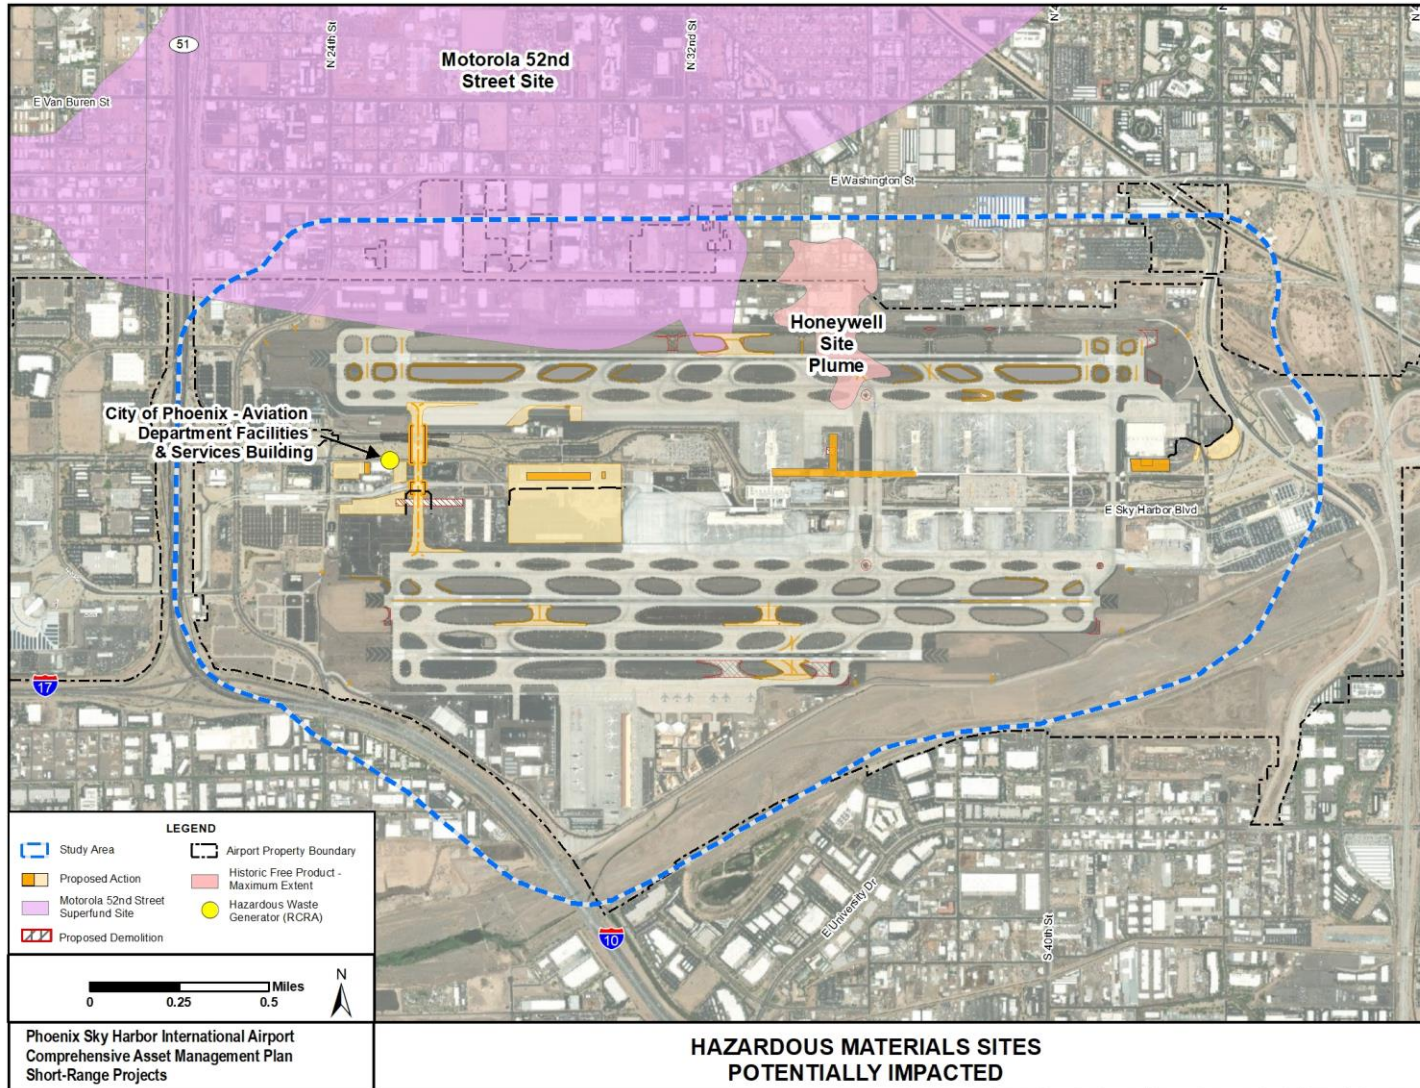 51
N 24th St
N 32nd St
Motorola 52nd
Street Site
E Van Buren St
E Washington St
Honeywell
Site
Plume
City of Phoenix - Aviation
Department Facilities
& Services Building
E Sky Harbor Blvd
17
10
E University Dr
S 40th St
LEGEND
Study Area
Airport Property Boundary
Proposed Action
Historic Free Product -
Maximum Extent
Motorola 52nd Street
Superfund Site
Hazardous Waste
Generator (RCRA)
Proposed Demolition
Miles
0 0.25 0.5
N
Phoenix Sky Harbor International Airport
Comprehensive Asset Management Plan
Short-Range Projects
HAZARDOUS MATERIALS SITES
POTENTIALLY IMPACTED